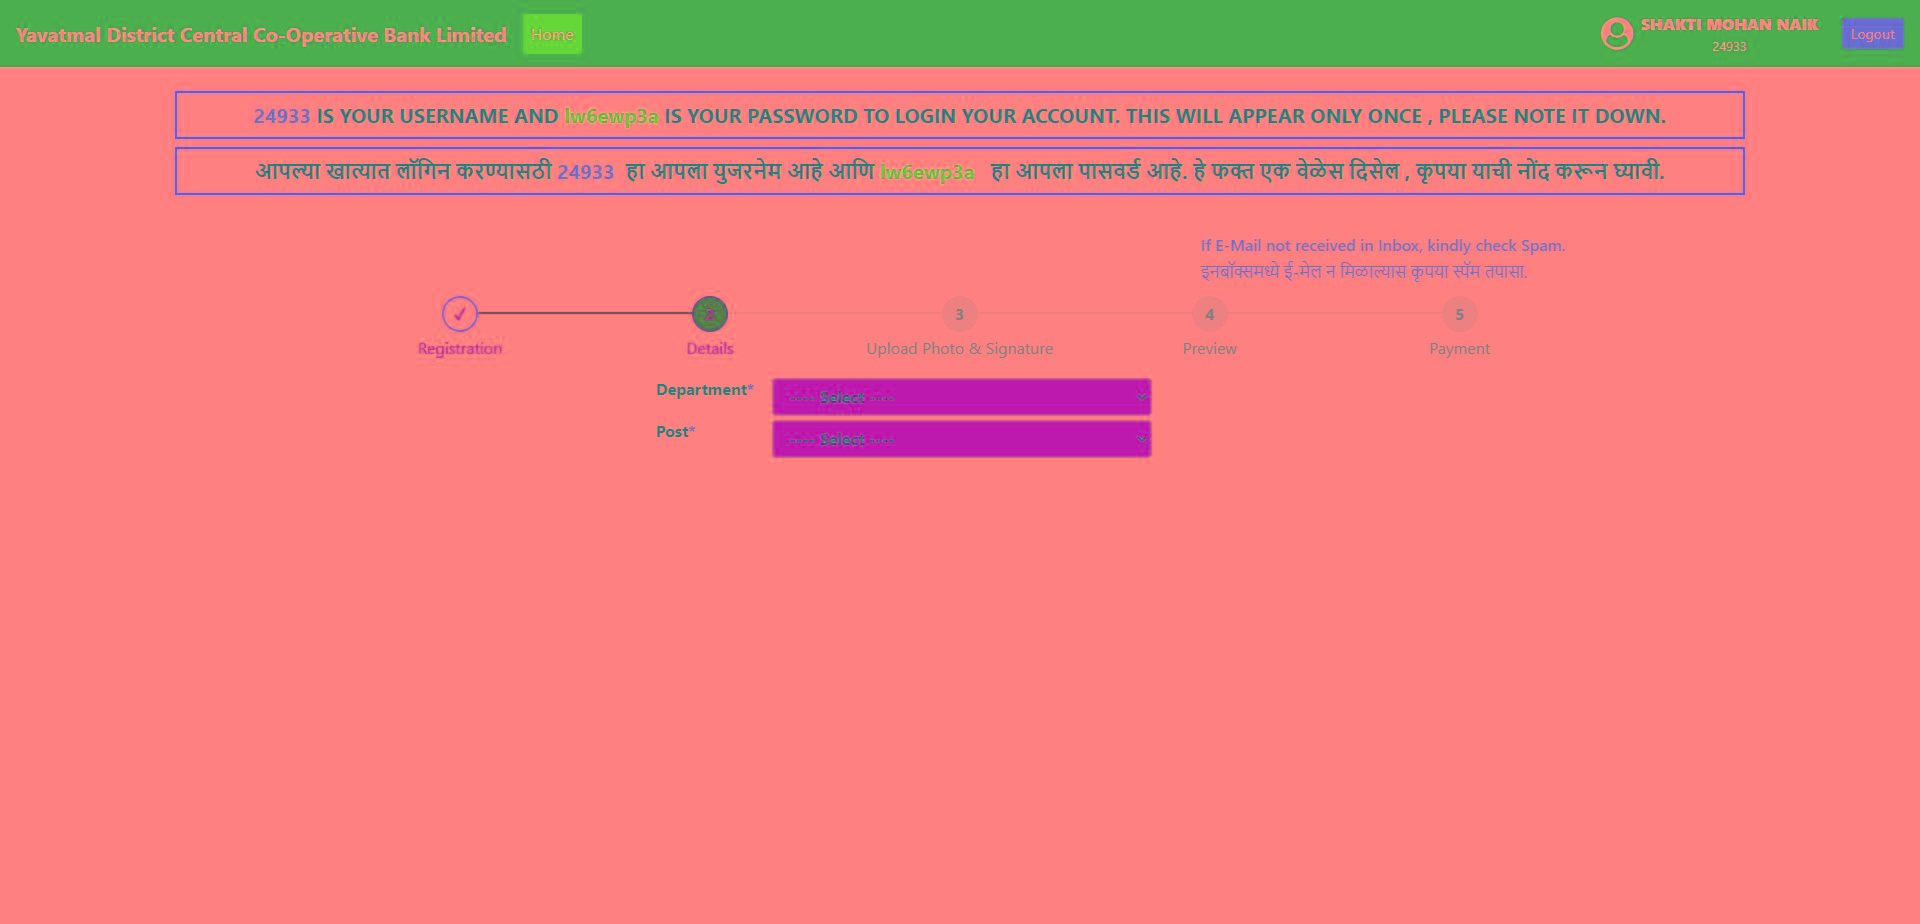 Yavatmal District Central Co-Operative Bank Limited Home
SHAKTI MOHAN NAIK
24933
Logout
24933 IS YOUR USERNAME AND lw6ewp3a IS YOUR PASSWORD TO LOGIN YOUR ACCOUNT. THIS WILL APPEAR ONLY ONCE , PLEASE NOTE IT DOWN.
आपल्या खात्यात लॉगिन करण्यासठी 24933 हा आपला युजरनेम आहे आणि lw6ewp3a हा आपला पासवर्ड आहे. हे फक्त एक वेळेस दिसेल , कृपया याची नोंद करून घ्यावी.
If E-Mail not received in Inbox, kindly check Spam.
इनबॉक्समध्ये ई-मेल न मिळाल्यास कृपया स्पॅम तपासा.
✓ 2 3 4 5
Registration Details Upload Photo & Signature Preview Payment
Department* ---- Select ----
Post* ---- Select ----